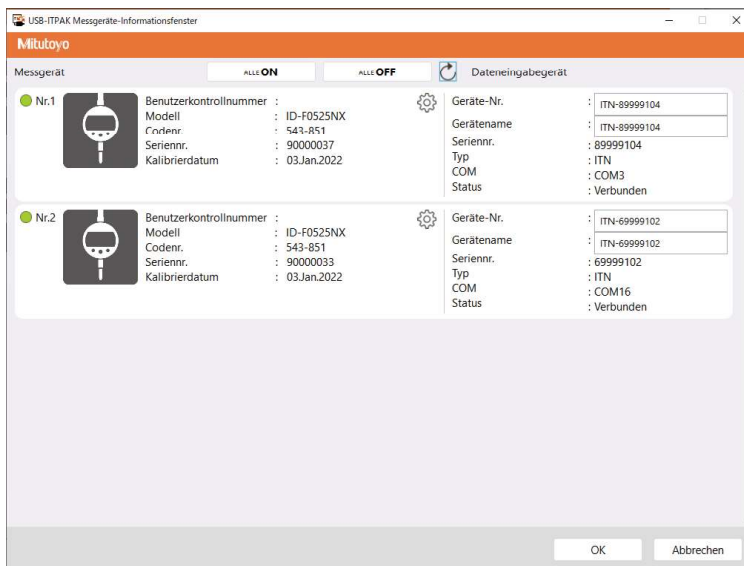 USB-ITPAK Messgeräte-Informationsfenster
Mitutoyo
Messgerät ALLE ON ALLE OFF Dateneingabegerät
Nr.1 Benutzerkontrollnummer : Geräte-Nr. : ITN-89999104
Modell : ID-F0525NX Gerätename : ITN-89999104
Codenr. : 543-851 Seriennr. : 89999104
Seriennr. : 90000037 Typ : ITN
Kalibrierdatum : 03.Jan.2022 COM : COM3
Status : Verbunden
Nr.2 Benutzerkontrollnummer : Geräte-Nr. : ITN-69999102
Modell : ID-F0525NX Gerätename : ITN-69999102
Codenr. : 543-851 Seriennr. : 69999102
Seriennr. : 90000033 Typ : ITN
Kalibrierdatum : 03.Jan.2022 COM : COM16
Status : Verbunden
OK Abbrechen